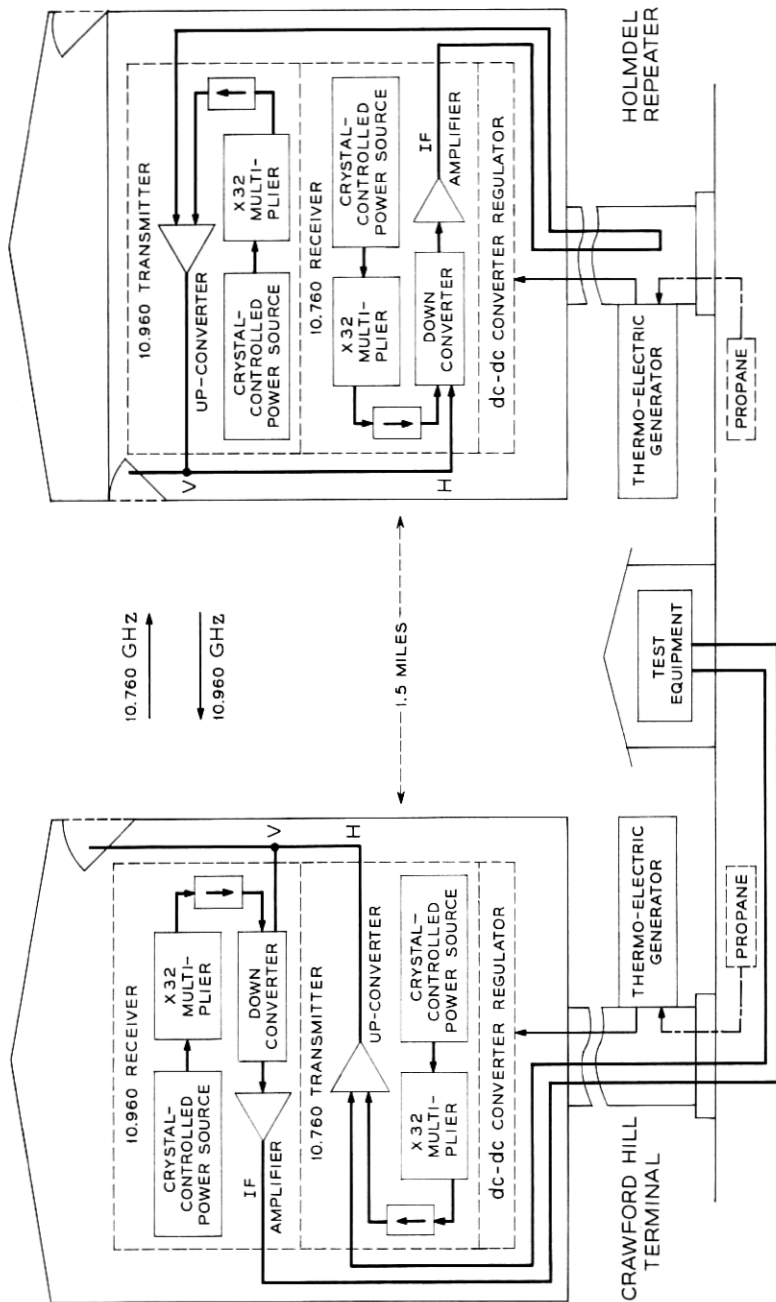 10.960 RECEIVER
CRYSTAL-
CONTROLLED
POWER SOURCE
X32
MULTI-
PLIER
IF
AMPLIFIER
DOWN
CONVERTER
V
H
10.760 TRANSMITTER
UP-CONVERTER
X32
MULTI-
PLIER
CRYSTAL-
CONTROLLED
POWER SOURCE
dc-dc CONVERTER REGULATOR
CRAWFORD HILL
TERMINAL
THERMO-ELECTRIC
GENERATOR
PROPANE
10.760 GHz
10.960 GHz
1.5 MILES
TEST
EQUIPMENT
10.960 TRANSMITTER
UP-CONVERTER
V
CRYSTAL-
CONTROLLED
POWER SOURCE
X32
MULTI-
PLIER
10.760 RECEIVER
X32
MULTI-
PLIER
CRYSTAL-
CONTROLLED
POWER SOURCE
H
DOWN
CONVERTER
IF
AMPLIFIER
dc-dc CONVERTER REGULATOR
THERMO-ELECTRIC
GENERATOR
PROPANE
HOLMDEL
REPEATER